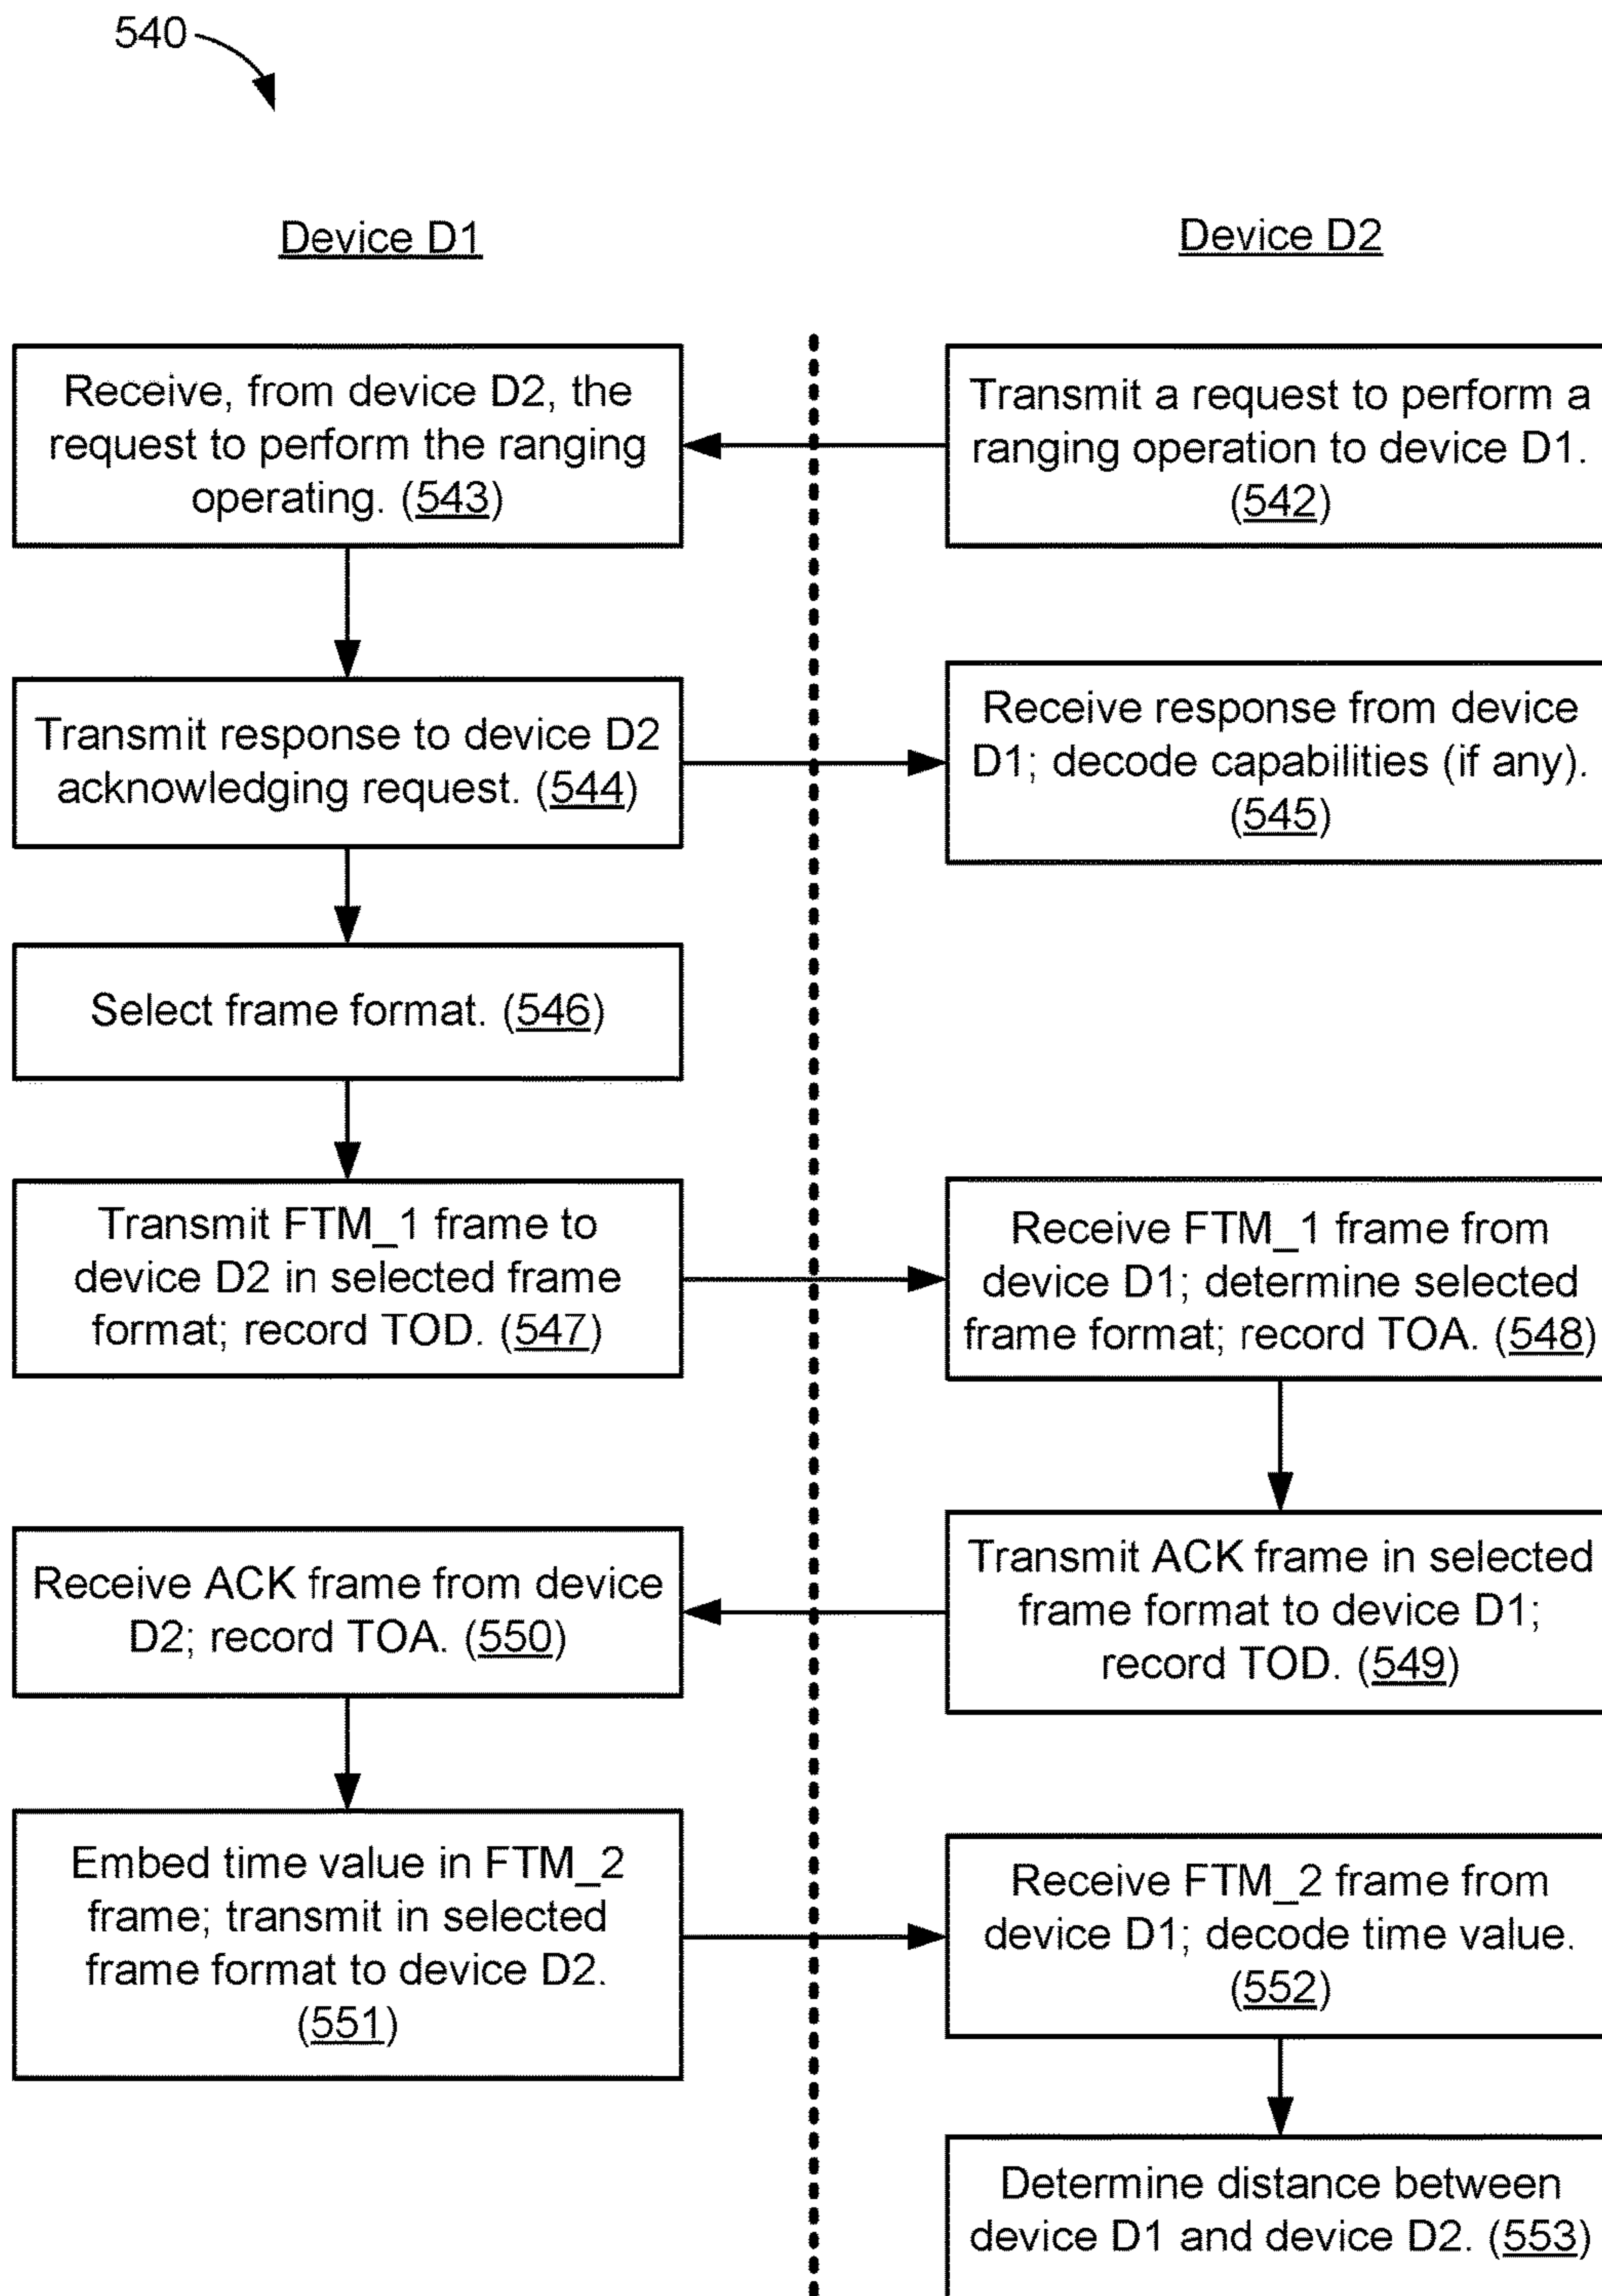 540
Device D1
Device D2
Receive, from device D2, the
request to perform the ranging
operating. (543)
Transmit a request to perform a
ranging operation to device D1.
(542)
Transmit response to device D2
acknowledging request. (544)
Receive response from device
D1; decode capabilities (if any).
(545)
Select frame format. (546)
Transmit FTM_1 frame to
device D2 in selected frame
format; record TOD. (547)
Receive FTM_1 frame from
device D1; determine selected
frame format; record TOA. (548)
Transmit ACK frame in selected
frame format to device D1;
record TOD. (549)
Receive ACK frame from device
D2; record TOA. (550)
Embed time value in FTM_2
frame; transmit in selected
frame format to device D2.
(551)
Receive FTM_2 frame from
device D1; decode time value.
(552)
Determine distance between
device D1 and device D2. (553)